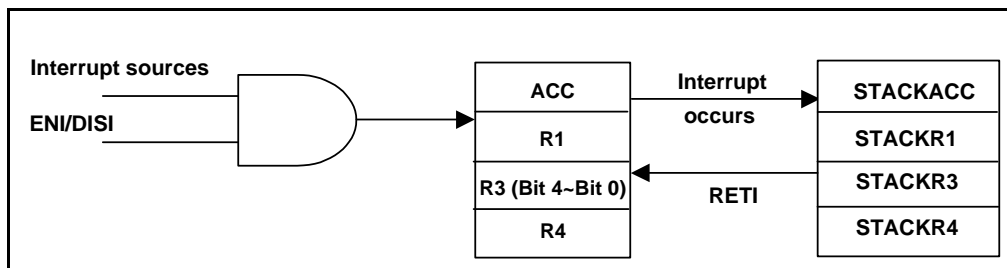 Interrupt sources
ENI/DISI
ACC
R1
R3 (Bit 4~Bit 0)
R4
Interrupt
occurs
RETI
STACKACC
STACKR1
STACKR3
STACKR4